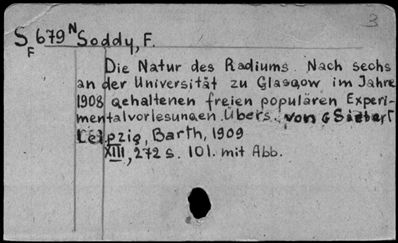 3
S F 679 N Soddy, F.
Die Natur des Radiums. Nach sechs
an der Universität zu Glasgow im Jahre
1908 gehaltenen freien populären Experi-
mentalvorlesungen. Übers. von G Siebert
Leipzig, Barth, 1909
XIII, 272 s. 101. mit Abb.